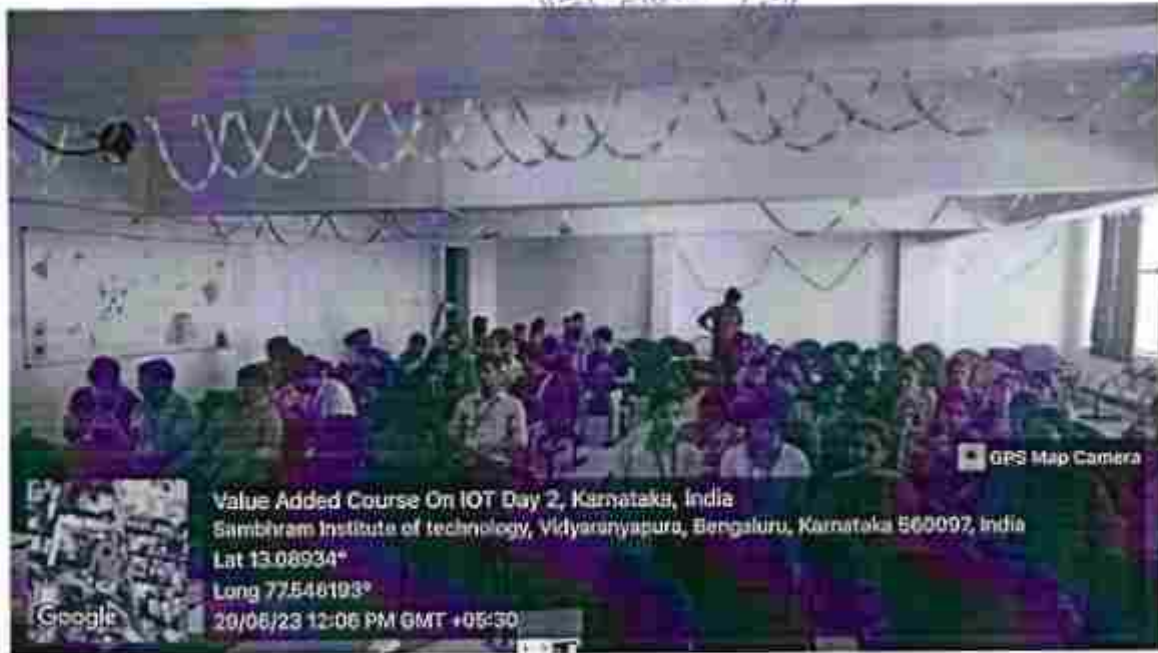 GPS Map Camera
Value Added Course On IOT Day 2, Karnataka, India
Sambhram Institute of technology, Vidyaranyapura, Bengaluru, Karnataka 560097, India
Lat 13.08934°
Long 77.546193°
Google
29/06/23 12:06 PM GMT +05:30